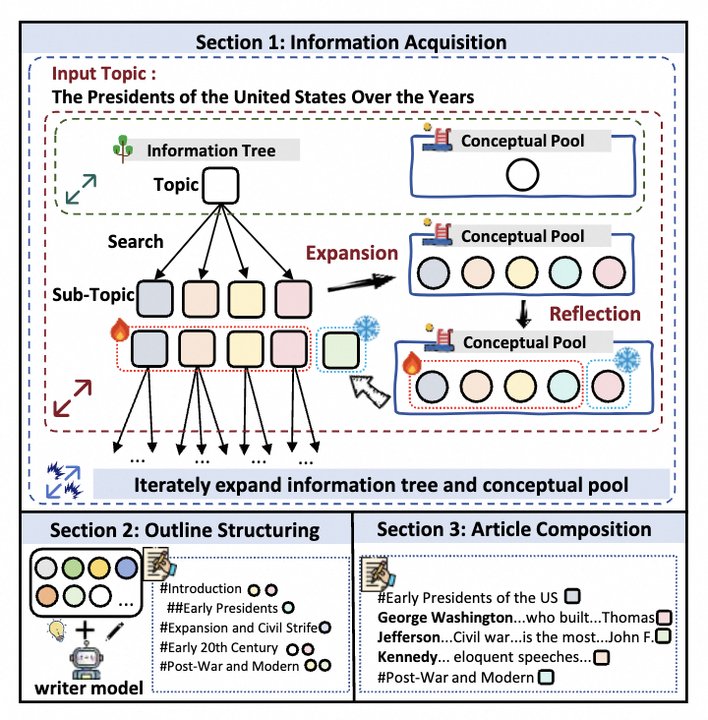 Section 1: Information Acquisition
Input Topic :
The Presidents of the United States Over the Years
Information Tree
Conceptual Pool
Topic
Search
Expansion
Conceptual Pool
Sub-Topic
Reflection
Conceptual Pool
...
...
...
...
Iterately expand information tree and conceptual pool
Section 2: Outline Structuring
...
writer model
#Introduction
##Early Presidents
#Expansion and Civil Strife
#Early 20th Century
#Post-War and Modern
Section 3: Article Composition
#Early Presidents of the US
George Washington...who built...Thomas
Jefferson...Civil war...is the most...John F.
Kennedy... eloquent speeches...
#Post-War and Modern